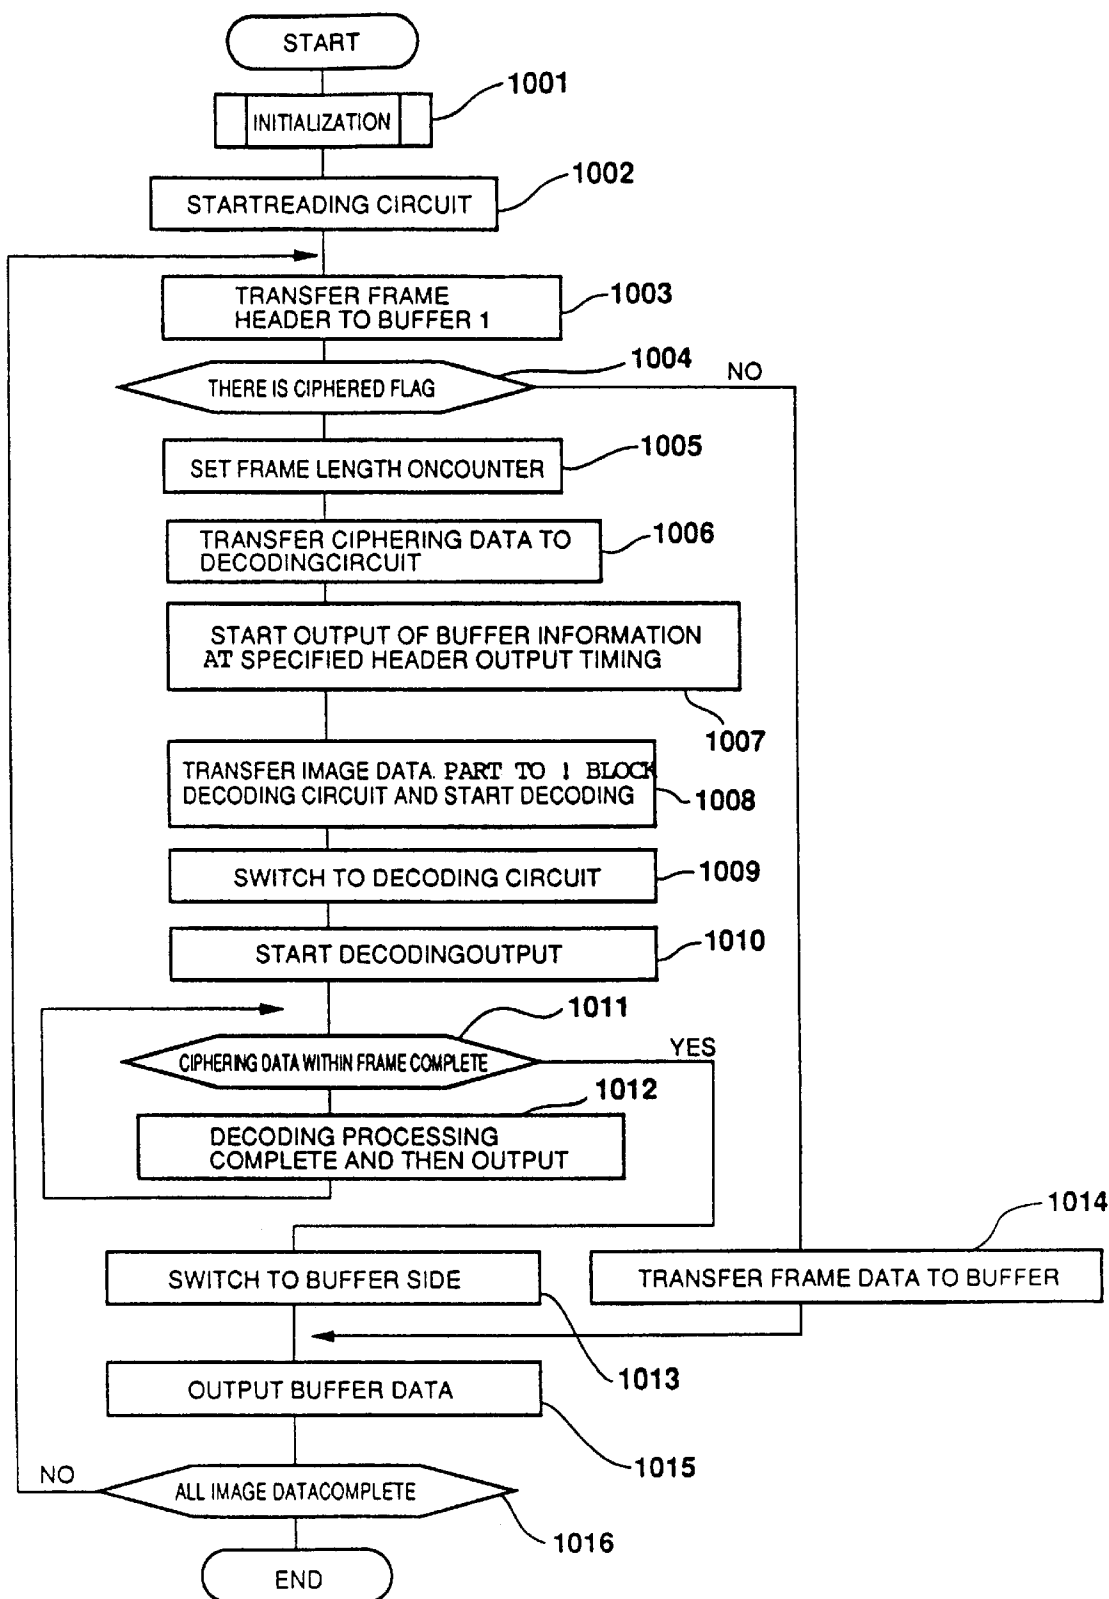 START
1001
INITIALIZATION
1002
STARTREADING CIRCUIT
TRANSFER FRAME
HEADER TO BUFFER 1
1003
1004
NO
THERE IS CIPHERED FLAG
1005
SET FRAME LENGTH ONCOUNTER
TRANSFER CIPHERING DATA TO
DECODINGCIRCUIT
1006
START OUTPUT OF BUFFER INFORMATION
AT SPECIFIED HEADER OUTPUT TIMING
1007
TRANSFER IMAGE DATA. PART TO 1 BLOCK
DECODING CIRCUIT AND START DECODING
1008
SWITCH TO DECODING CIRCUIT
1009
START DECODINGOUTPUT
1010
1011
YES
CIPHERING DATA WITHIN FRAME COMPLETE
1012
DECODING PROCESSING
COMPLETE AND THEN OUTPUT
1014
SWITCH TO BUFFER SIDE
TRANSFER FRAME DATA TO BUFFER
1013
OUTPUT BUFFER DATA
1015
NO
ALL IMAGE DATACOMPLETE
1016
END